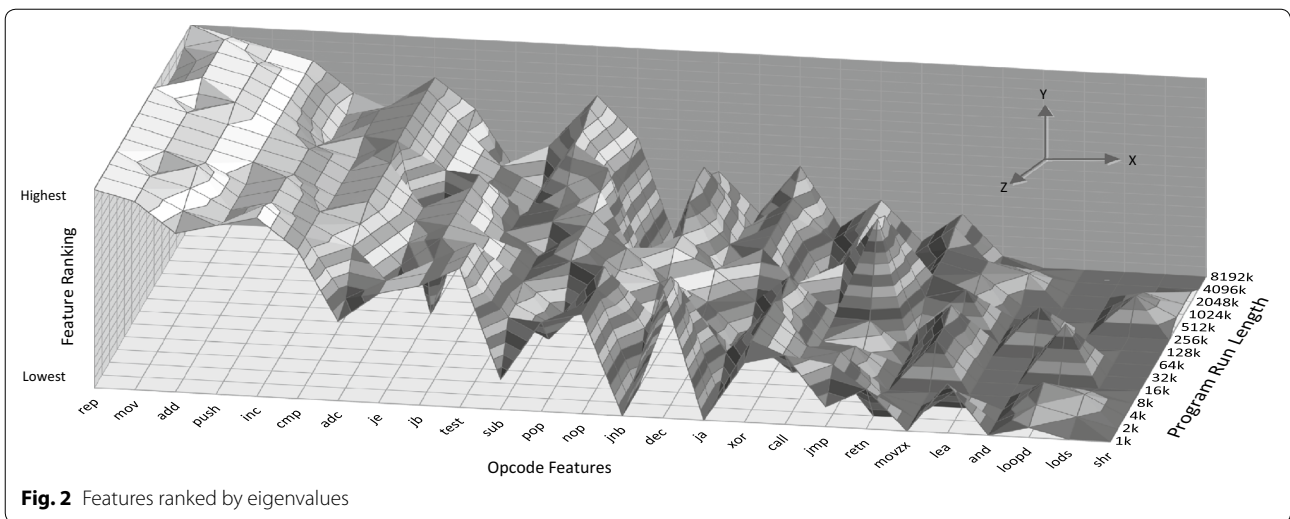 Y
X
Z
Highest
Feature Ranking
Lowest
rep
mov
add
push
inc
cmp
adc
je
jb
test
sub
pop
nop
jnb
dec
ja
xor
call
jmp
retn
movzx
lea
and
loopd
lods
shr
Opcode Features
8192k
4096k
2048k
1024k
512k
256k
128k
64k
32k
16k
8k
4k
2k
1k
Program Run Length
Fig. 2 Features ranked by eigenvalues